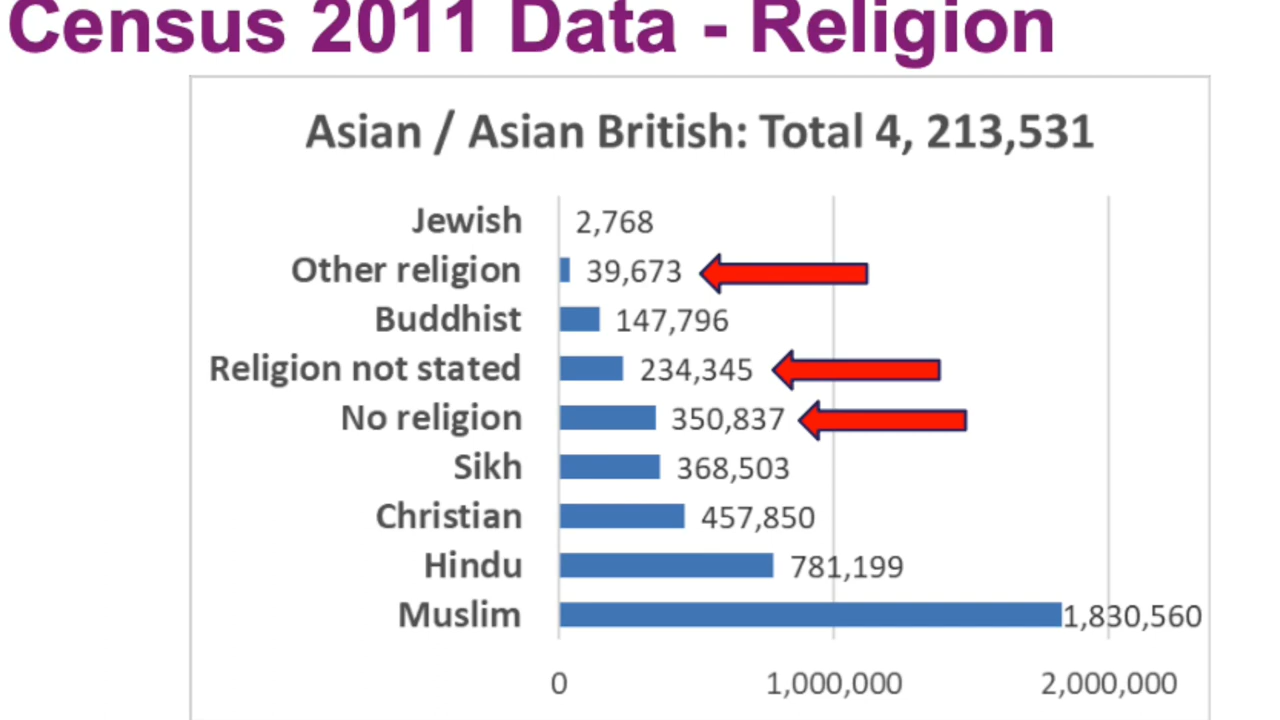 Census 2011 Data - Religion
Asian / Asian British: Total 4, 213,531
Jewish 2,768
Other religion 39,673
Buddhist 147,796
Religion not stated 234,345
No religion 350,837
Sikh 368,503
Christian 457,850
Hindu 781,199
Muslim 1,830,560
0 1,000,000 2,000,000